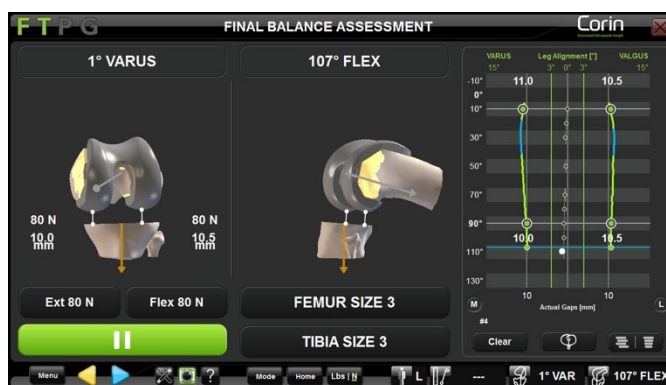 F T P G
FINAL BALANCE ASSESSMENT
Corin
1° VARUS
107° FLEX
80 N
10.0
mm
80 N
10.5
mm
Ext 80 N
Flex 80 N
FEMUR SIZE 3
TIBIA SIZE 3
VARUS
Leg Alignment [°]
VALGUS
15°
3°
0°
3°
15°
-10°
11.0
10.5
0°
10°
30°
50°
70°
90°
10.0
10.5
110°
130°
M
10
10
L
Actual Gaps [mm]
#4
Clear
Menu
?
Mode
Home
Lbs | N
L
---
1° VAR
107° FLEX